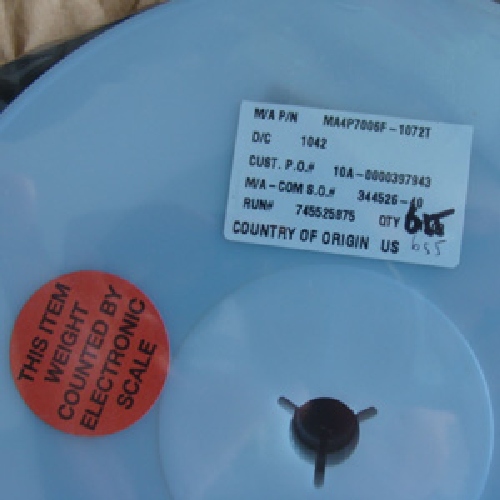 M/A P/N MA4P7006F-1072T
D/C 1042
CUST. P.O.# 10A-0000397943
M/A-COM S.O.# 344526-40
RUN# 745525875 QTY 655
COUNTRY OF ORIGIN US 655
THIS ITEM
WEIGHT
COUNTED BY
ELECTRONIC
SCALE